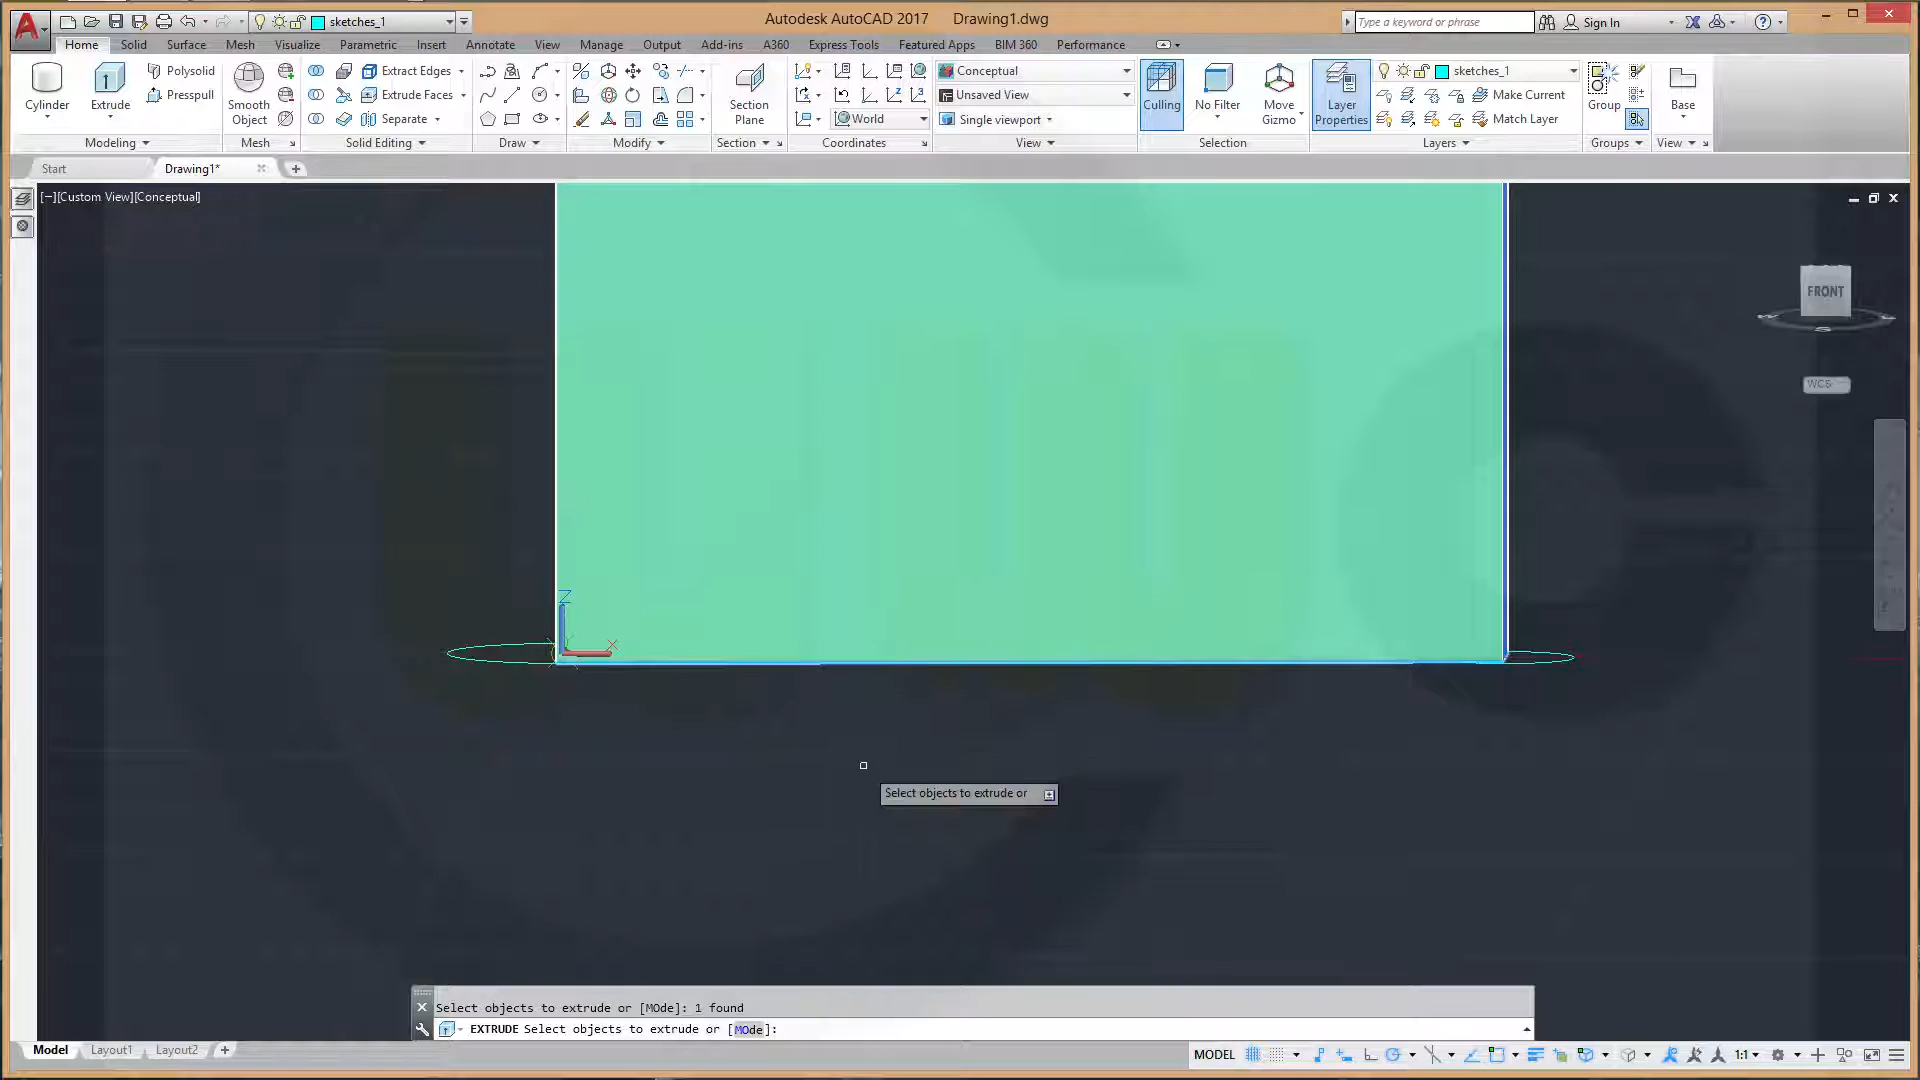 sketches_1
Autodesk AutoCAD 2017 Drawing1.dwg
Type a keyword or phrase
Sign In
Home Solid Surface Mesh Visualize Parametric Insert Annotate View Manage Output Add-ins A360 Express Tools Featured Apps BIM 360 Performance
Cylinder
Extrude
Polysolid
Presspull
Smooth Object
Extract Edges
Extrude Faces
Separate
Section Plane
World
Conceptual
Unsaved View
Single viewport
Culling
No Filter
Move Gizmo
Layer Properties
sketches_1
Make Current
Match Layer
Group
Base
Modeling Mesh Solid Editing Draw Modify Section Coordinates View Selection Layers Groups View
Start Drawing1*
[−][Custom View][Conceptual]
FRONT
S
WCS
Z
X
Select objects to extrude or
Select objects to extrude or [MOde]: 1 found
EXTRUDE Select objects to extrude or [MOde]:
Model Layout1 Layout2
MODEL 1:1